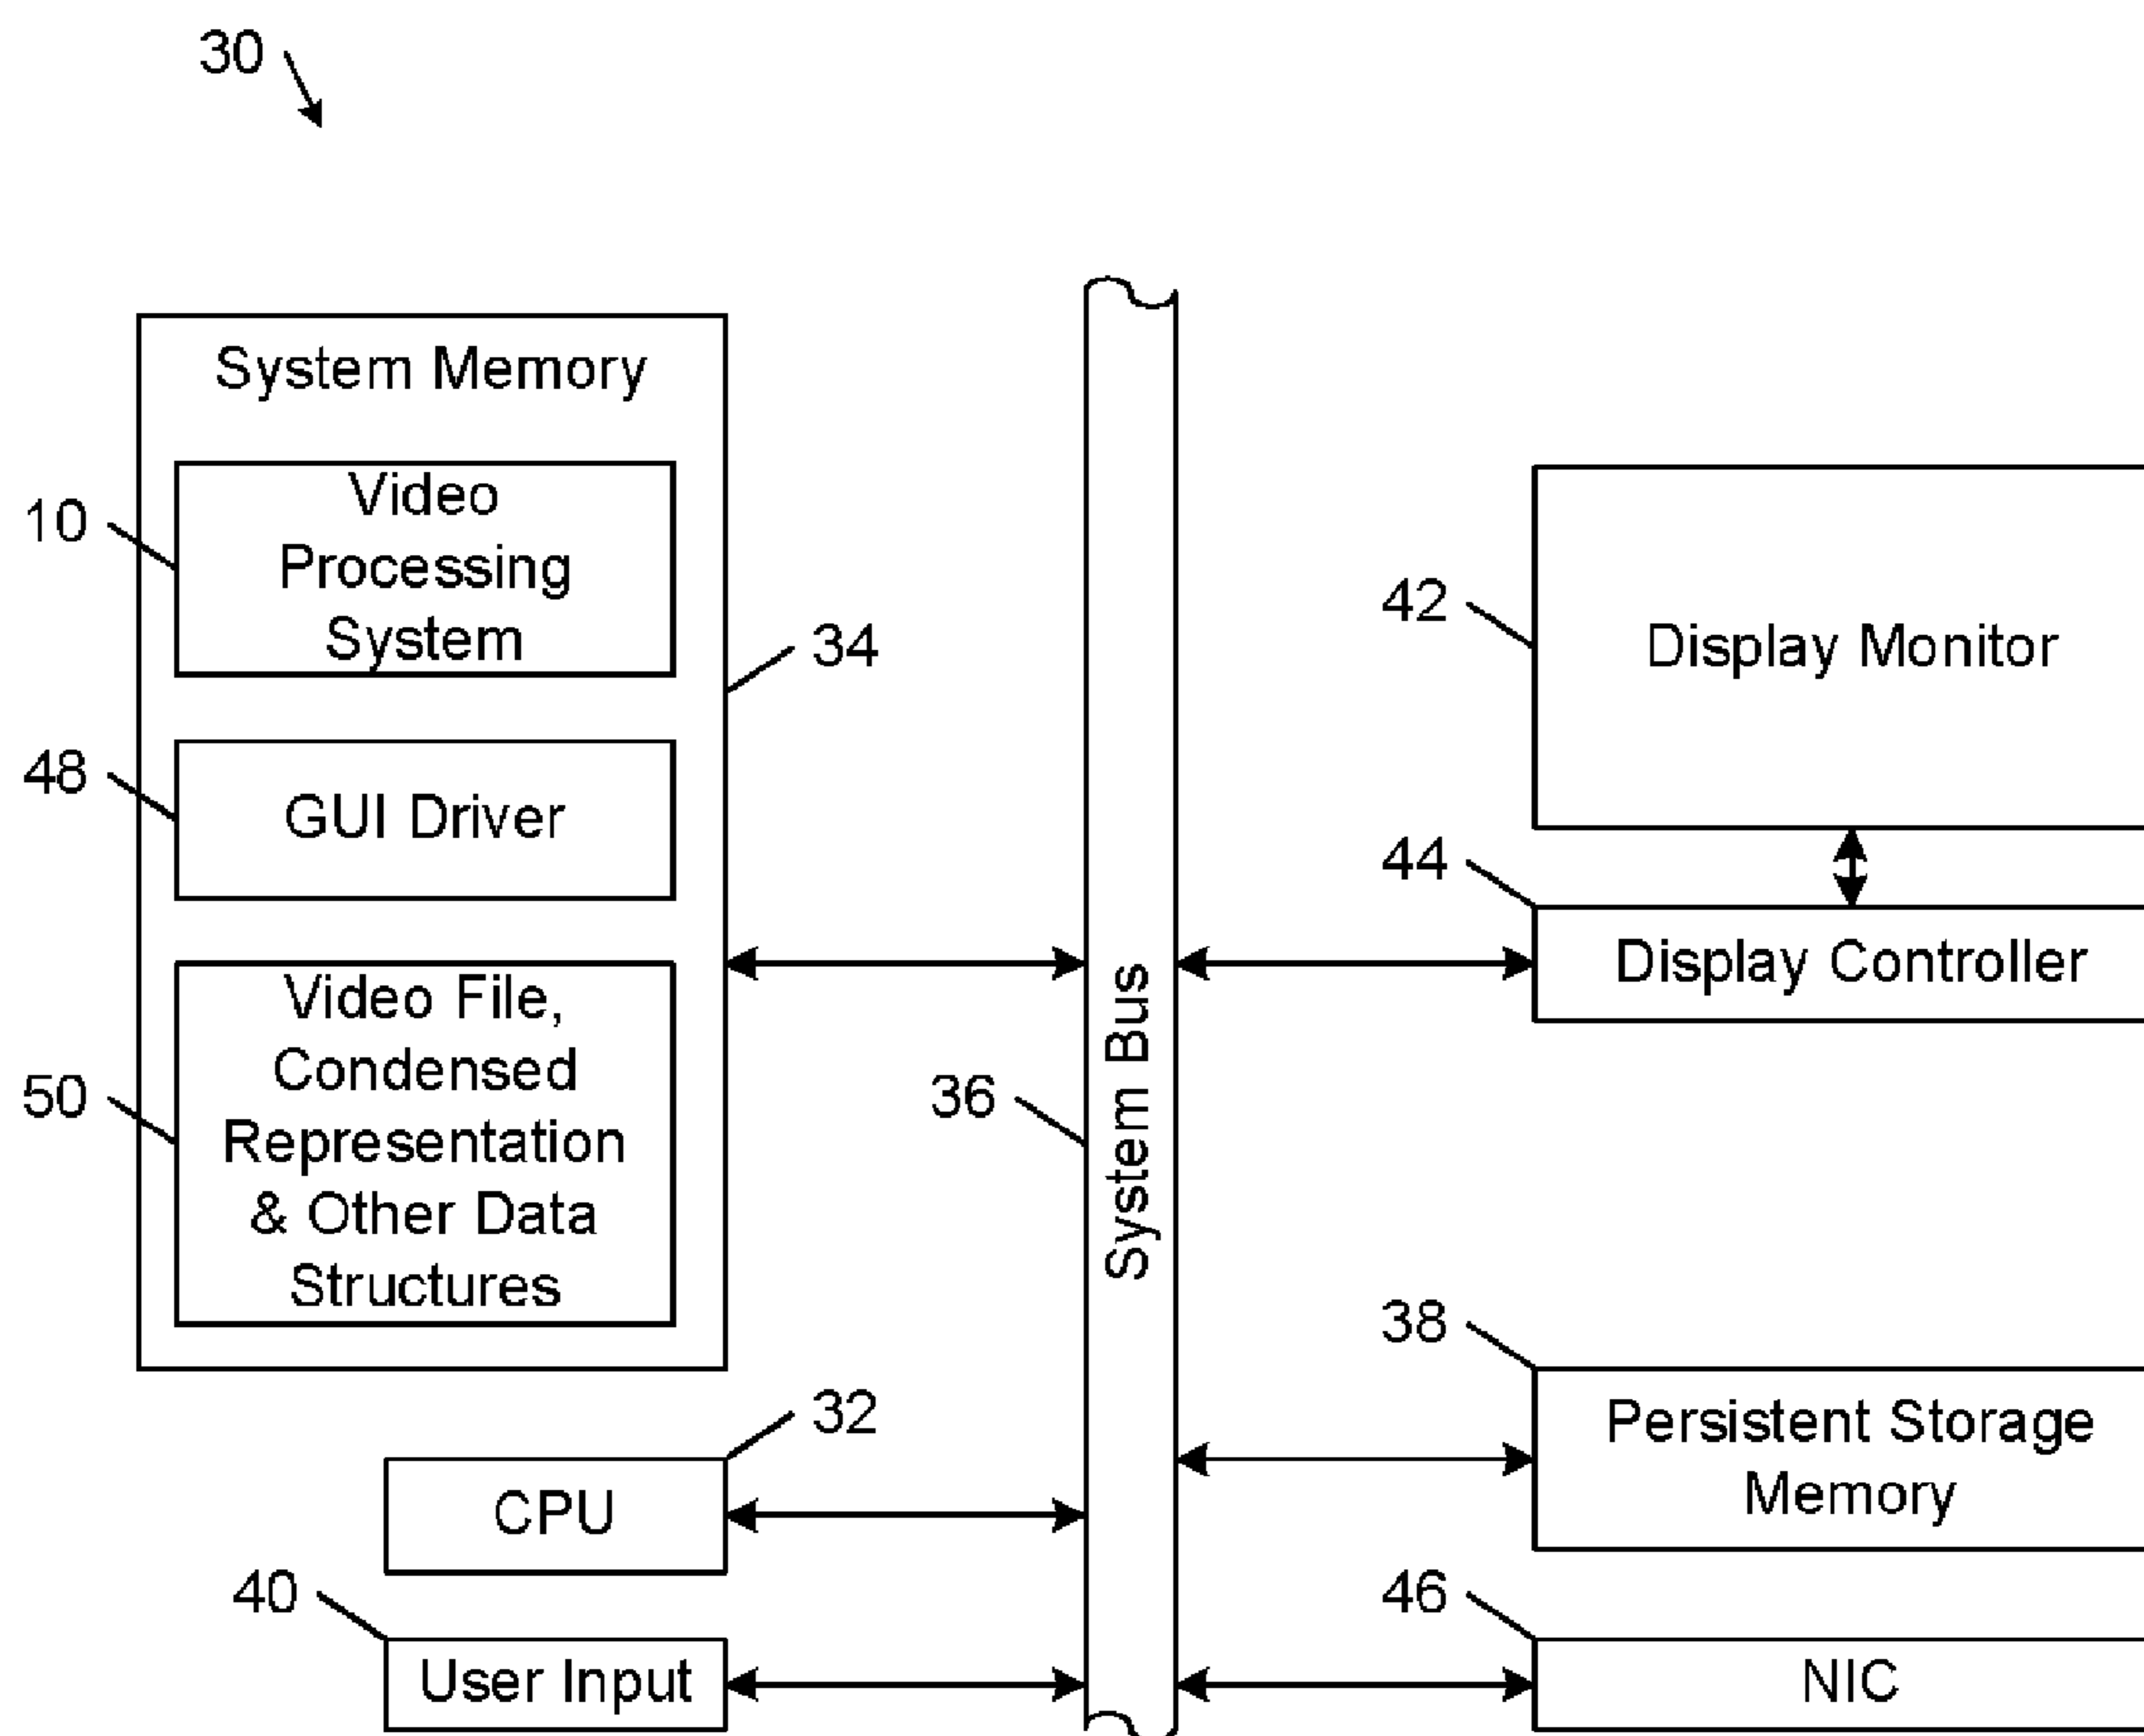 30
System Memory
10
Video
Processing
System
34
48
GUI Driver
50
Video File,
Condensed
Representation
& Other Data
Structures
32
CPU
40
User Input
36
System Bus
42
Display Monitor
44
Display Controller
38
Persistent Storage
Memory
46
NIC